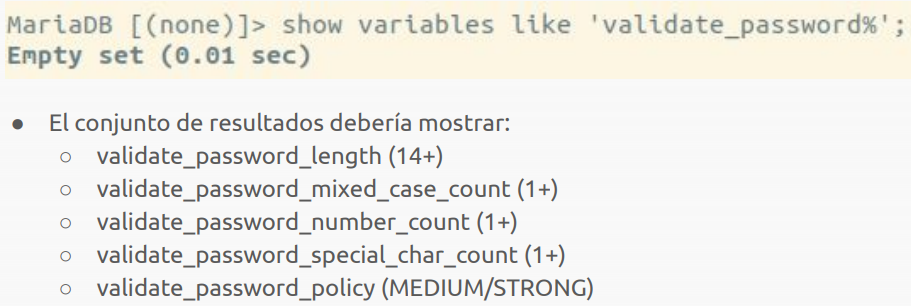 MariaDB [(none)]> show variables like 'validate_password%';
Empty set (0.01 sec)
● El conjunto de resultados debería mostrar:
○ validate_password_length (14+)
○ validate_password_mixed_case_count (1+)
○ validate_password_number_count (1+)
○ validate_password_special_char_count (1+)
○ validate_password_policy (MEDIUM/STRONG)